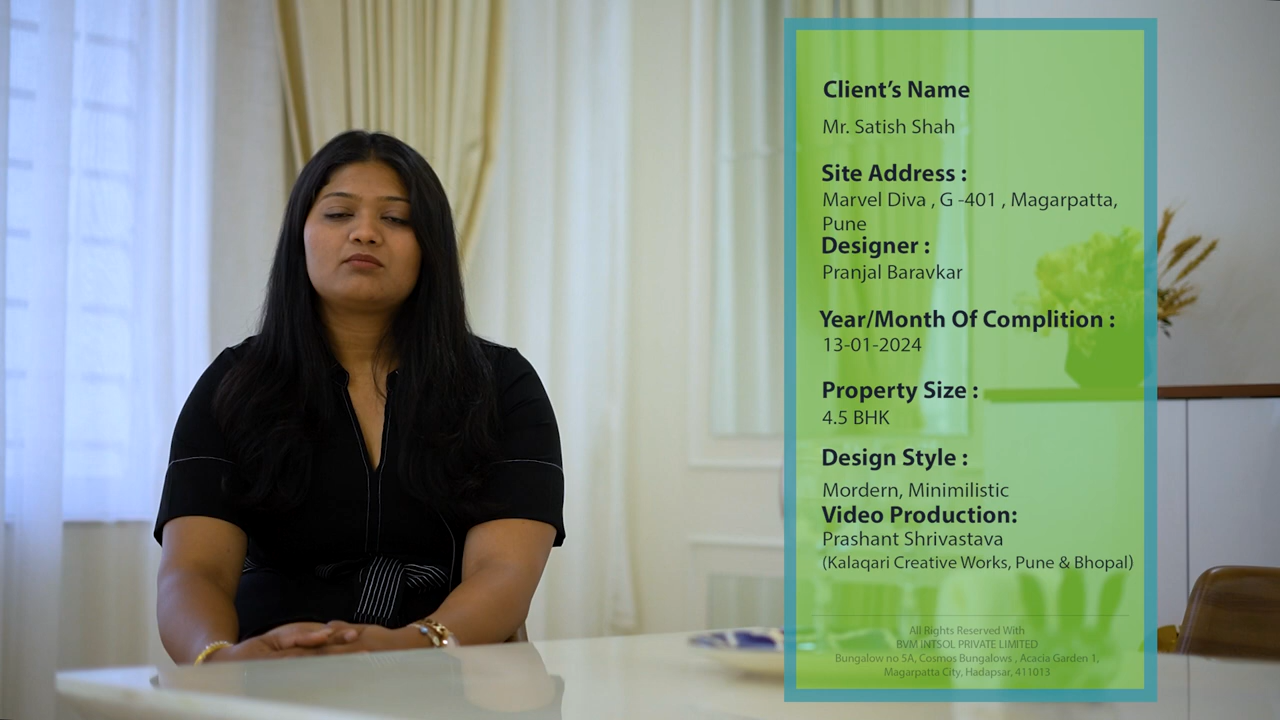 Client’s Name
Mr. Satish Shah
Site Address :
Marvel Diva , G -401 , Magarpatta,
Pune
Designer :
Pranjal Baravkar
Year/Month Of Complition :
13-01-2024
Property Size :
4.5 BHK
Design Style :
Mordern, Minimilistic
Video Production:
Prashant Shrivastava
(Kalaqari Creative Works, Pune & Bhopal)
All Rights Reserved With
BVM INTSOL PRIVATE LIMITED
Bungalow no 5A, Cosmos Bungalows , Acacia Garden 1,
Magarpatta City, Hadapsar, 411013